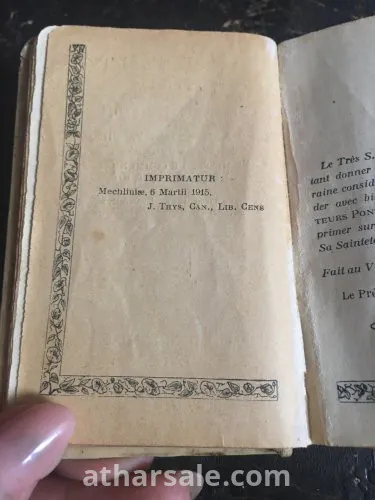 IMPRIMATUR :
Mechliniæ, 6 Martii 1915.
J. Thys, Can., Lib. Cens
Le Très S
tant donner
raine consid
der avec bi
TEURS PON
primer sur
Sa Sainteté
Fait au V
Le Pré
atharsale.com